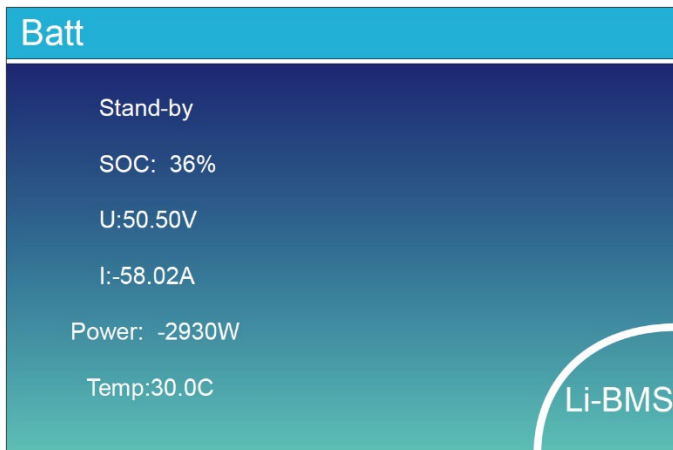 Batt
Stand-by
SOC: 36%
U:50.50V
I:-58.02A
Power: -2930W
Temp:30.0C
Li-BMS